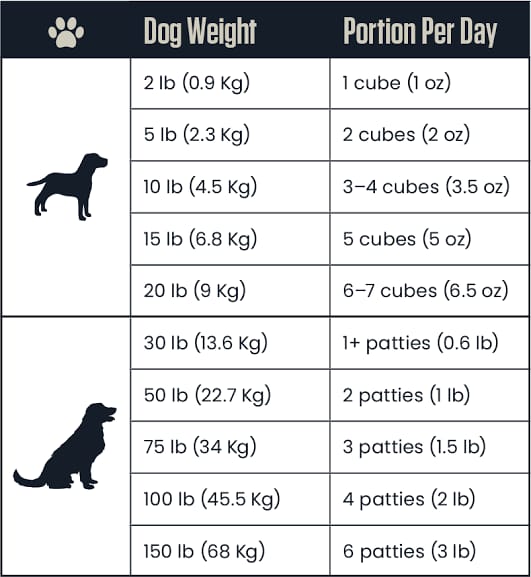 Dog Weight Portion Per Day
2 lb (0.9 Kg) 1 cube (1 oz)
5 lb (2.3 Kg) 2 cubes (2 oz)
10 lb (4.5 Kg) 3–4 cubes (3.5 oz)
15 lb (6.8 Kg) 5 cubes (5 oz)
20 lb (9 Kg) 6–7 cubes (6.5 oz)
30 lb (13.6 Kg) 1+ patties (0.6 lb)
50 lb (22.7 Kg) 2 patties (1 lb)
75 lb (34 Kg) 3 patties (1.5 lb)
100 lb (45.5 Kg) 4 patties (2 lb)
150 lb (68 Kg) 6 patties (3 lb)